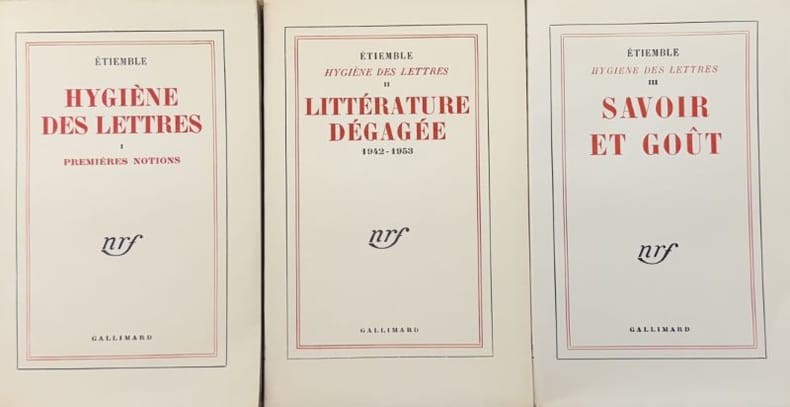 ÉTIEMBLE
HYGIÈNE
DES LETTRES
I
PREMIÈRES NOTIONS
nrf
GALLIMARD
ÉTIEMBLE
HYGIÈNE DES LETTRES
II
LITTÉRATURE
DÉGAGÉE
1942-1953
nrf
GALLIMARD
ÉTIEMBLE
HYGIENE DES LETTRES
III
SAVOIR
ET GOÛT
nrf
GALLIMARD